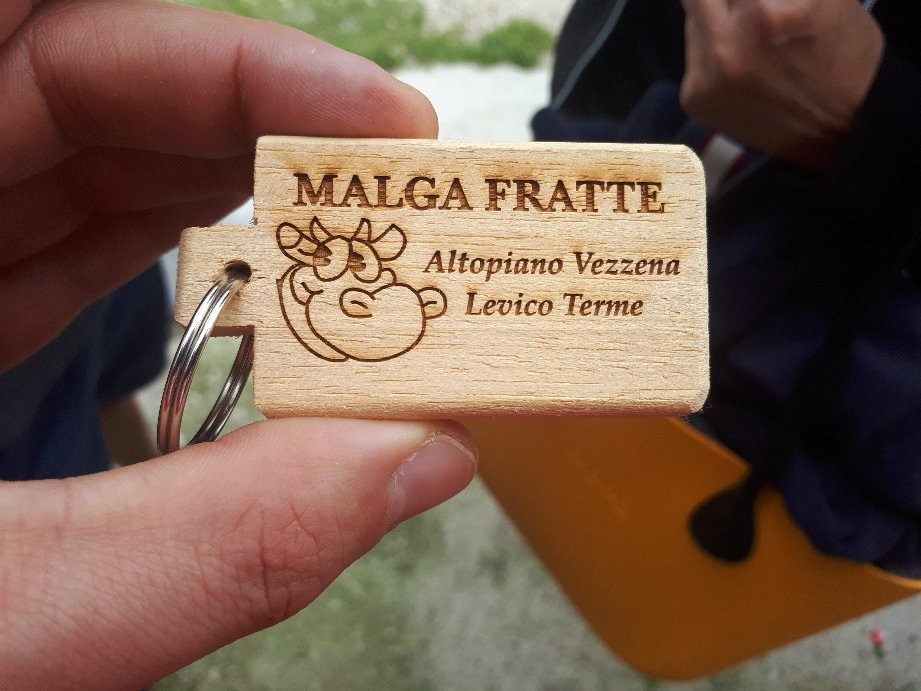 MALGA FRATTE
Altopiano Vezzena
Levico Terme